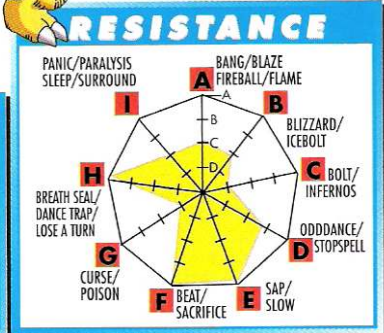 RESISTANCE
PANIC/PARALYSIS
SLEEP/SURROUND
BANG/BLAZE
FIREBALL/FLAME
A
A
I
B
B
BLIZZARD/
ICEBOLT
C
D
H
C
BOLT/
INFERNOS
BREATH SEAL/
DANCE TRAP/
LOSE A TURN
G
D
ODDDANCE/
STOPSPELL
CURSE/
POISON
F
BEAT/
SACRIFICE
E
SAP/
SLOW